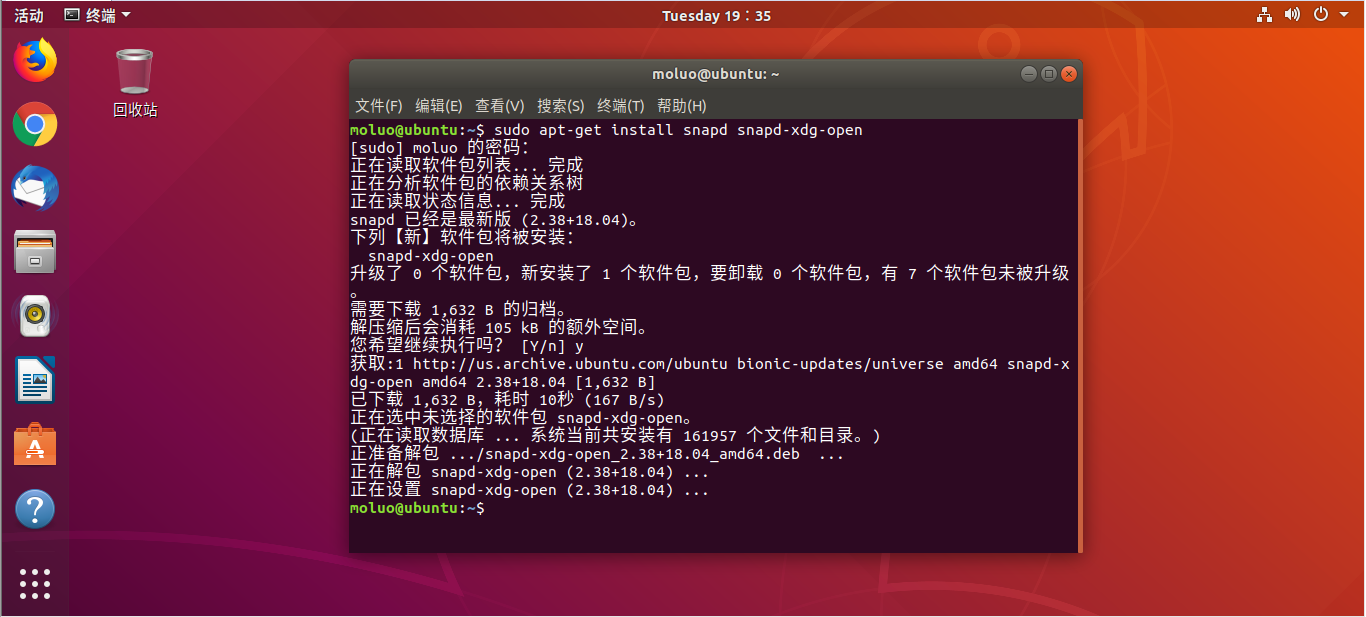 活动 终端 Tuesday 19：35
回收站
moluo@ubuntu: ~
文件(F) 编辑(E) 查看(V) 搜索(S) 终端(T) 帮助(H)
moluo@ubuntu:~$ sudo apt-get install snapd snapd-xdg-open
[sudo] moluo 的密码：
正在读取软件包列表... 完成
正在分析软件包的依赖关系树
正在读取状态信息... 完成
snapd 已经是最新版 (2.38+18.04)。
下列【新】软件包将被安装：
snapd-xdg-open
升级了 0 个软件包，新安装了 1 个软件包，要卸载 0 个软件包，有 7 个软件包未被升级
。
需要下载 1,632 B 的归档。
解压缩后会消耗 105 kB 的额外空间。
您希望继续执行吗？ [Y/n] y
获取:1 http://us.archive.ubuntu.com/ubuntu bionic-updates/universe amd64 snapd-x
dg-open amd64 2.38+18.04 [1,632 B]
已下载 1,632 B，耗时 10秒 (167 B/s)
正在选中未选择的软件包 snapd-xdg-open。
(正在读取数据库 ... 系统当前共安装有 161957 个文件和目录。)
正准备解包 .../snapd-xdg-open_2.38+18.04_amd64.deb  ...
正在解包 snapd-xdg-open (2.38+18.04) ...
正在设置 snapd-xdg-open (2.38+18.04) ...
moluo@ubuntu:~$